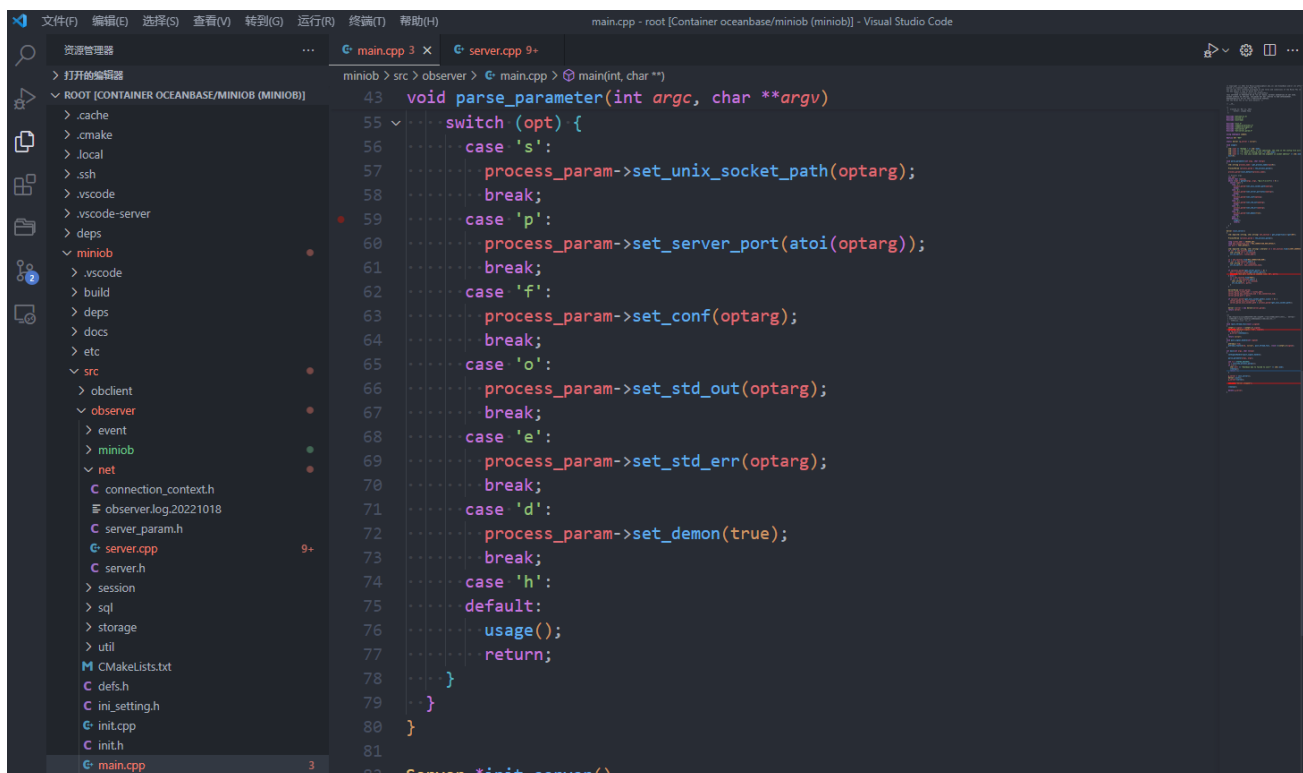 文件(F) 编辑(E) 选择(S) 查看(V) 转到(G) 运行(R) 终端(T) 帮助(H) main.cpp - root [Container oceanbase/miniob (miniob)] - Visual Studio Code
资源管理器 ···
main.cpp 3 × server.cpp 9+
打开的编辑器
ROOT [CONTAINER OCEANBASE/MINIOB (MINIOB)]
.cache
.cmake
.local
.ssh
.vscode
.vscode-server
deps
miniob
.vscode
build
deps
docs
etc
src
obclient
observer
event
miniob
net
connection_context.h
observer.log.20221018
server_param.h
server.cpp 9+
server.h
session
sql
storage
util
CMakeLists.txt
defs.h
ini_setting.h
init.cpp
init.h
main.cpp 3
2
miniob > src > observer > main.cpp > main(int, char **)
43 void parse_parameter(int argc, char **argv)
55 switch (opt) {
56 case 's':
57 process_param->set_unix_socket_path(optarg);
58 break;
59 case 'p':
60 process_param->set_server_port(atoi(optarg));
61 break;
62 case 'f':
63 process_param->set_conf(optarg);
64 break;
65 case 'o':
66 process_param->set_std_out(optarg);
67 break;
68 case 'e':
69 process_param->set_std_err(optarg);
70 break;
71 case 'd':
72 process_param->set_demon(true);
73 break;
74 case 'h':
75 default:
76 usage();
77 return;
78 }
79 }
80 }
81
Server *init_server()